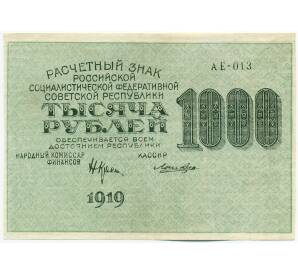 РАСЧЕТНЫЙ ЗНАК
АЕ-013
РОССИЙСКОЙ
СОЦИАЛИСТИЧЕСКОЙ ФЕДЕРАТИВНОЙ
СОВЕТСКОЙ РЕСПУБЛИКИ
ТЫСЯЧА
РУБЛЕЙ
1000
ОБЕСПЕЧИВАЕТСЯ ВСЕМ
ДОСТОЯНИЕМ РЕСПУБЛИКИ
НАРОДНЫЙ КОМИССАР
ФИНАНСОВ
КАССИР
1919